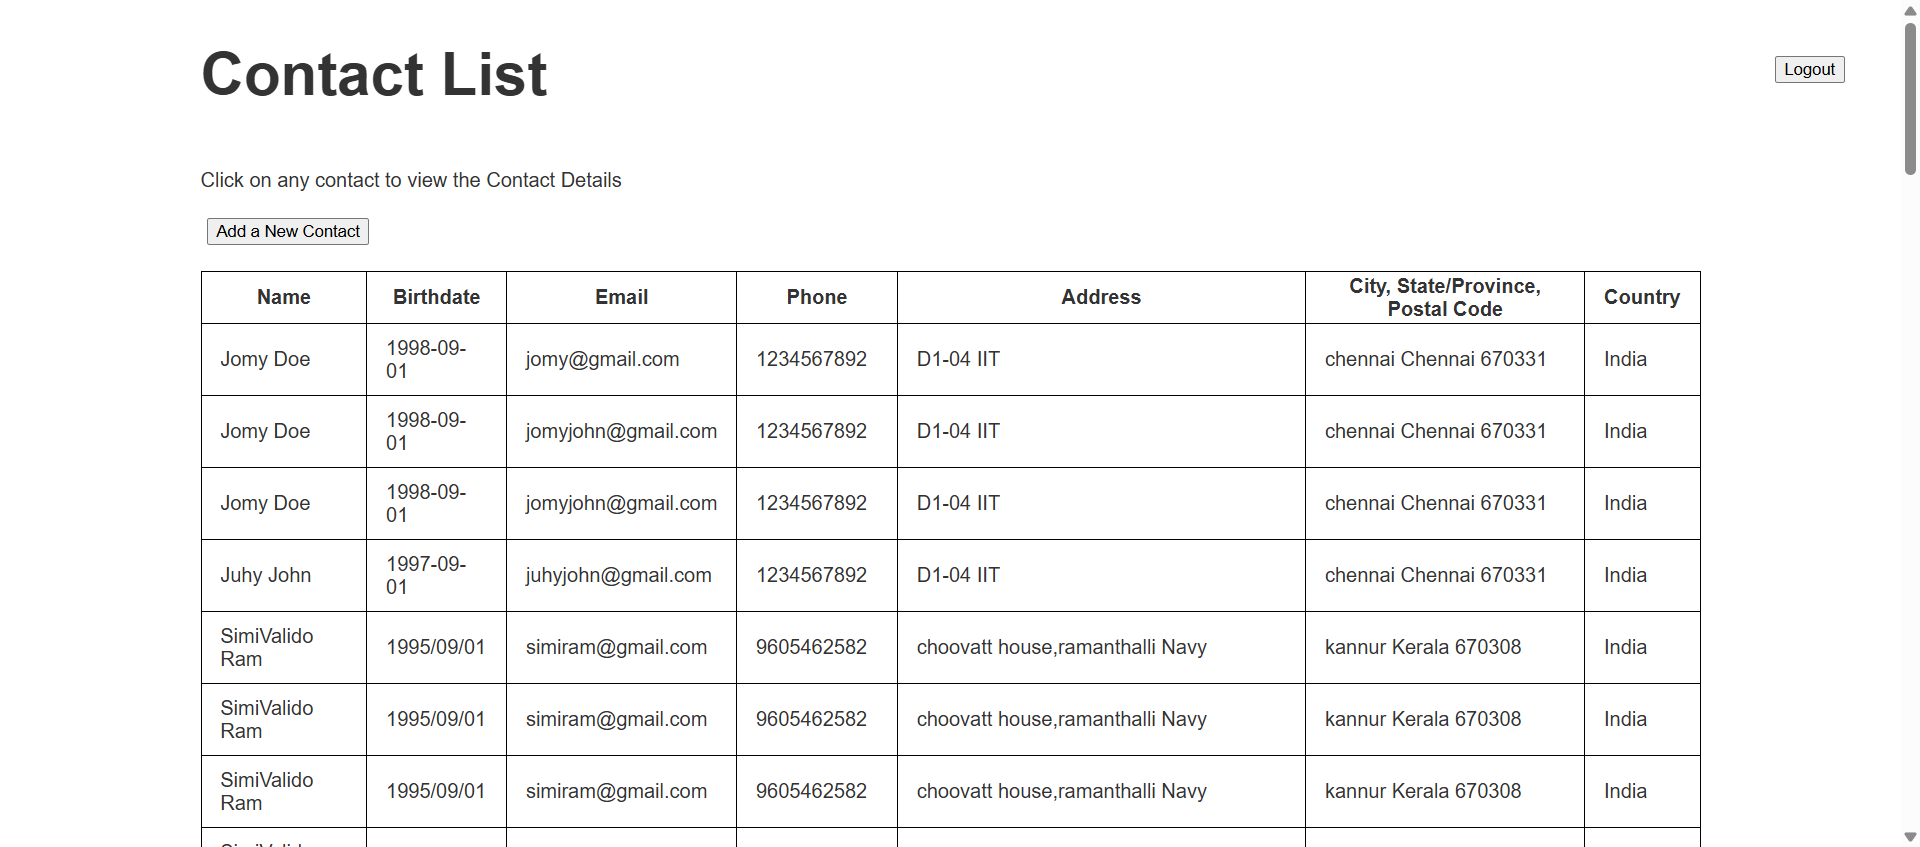 Contact List
Logout
Click on any contact to view the Contact Details
Add a New Contact
Name Birthdate Email Phone Address City, State/Province, Postal Code Country
Jomy Doe 1998-09-01 jomy@gmail.com 1234567892 D1-04 IIT chennai Chennai 670331 India
Jomy Doe 1998-09-01 jomyjohn@gmail.com 1234567892 D1-04 IIT chennai Chennai 670331 India
Jomy Doe 1998-09-01 jomyjohn@gmail.com 1234567892 D1-04 IIT chennai Chennai 670331 India
Juhy John 1997-09-01 juhyjohn@gmail.com 1234567892 D1-04 IIT chennai Chennai 670331 India
SimiValido Ram 1995/09/01 simiram@gmail.com 9605462582 choovatt house,ramanthalli Navy kannur Kerala 670308 India
SimiValido Ram 1995/09/01 simiram@gmail.com 9605462582 choovatt house,ramanthalli Navy kannur Kerala 670308 India
SimiValido Ram 1995/09/01 simiram@gmail.com 9605462582 choovatt house,ramanthalli Navy kannur Kerala 670308 India